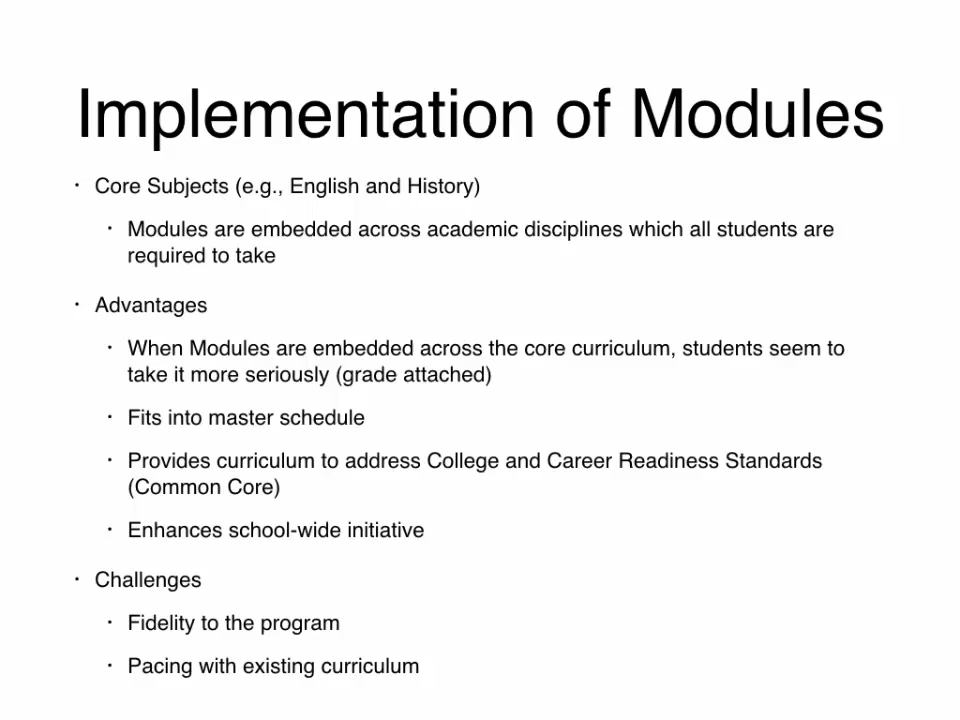 Implementation of Modules
• Core Subjects (e.g., English and History)
• Modules are embedded across academic disciplines which all students are
required to take
• Advantages
• When Modules are embedded across the core curriculum, students seem to
take it more seriously (grade attached)
• Fits into master schedule
• Provides curriculum to address College and Career Readiness Standards
(Common Core)
• Enhances school-wide initiative
• Challenges
• Fidelity to the program
• Pacing with existing curriculum